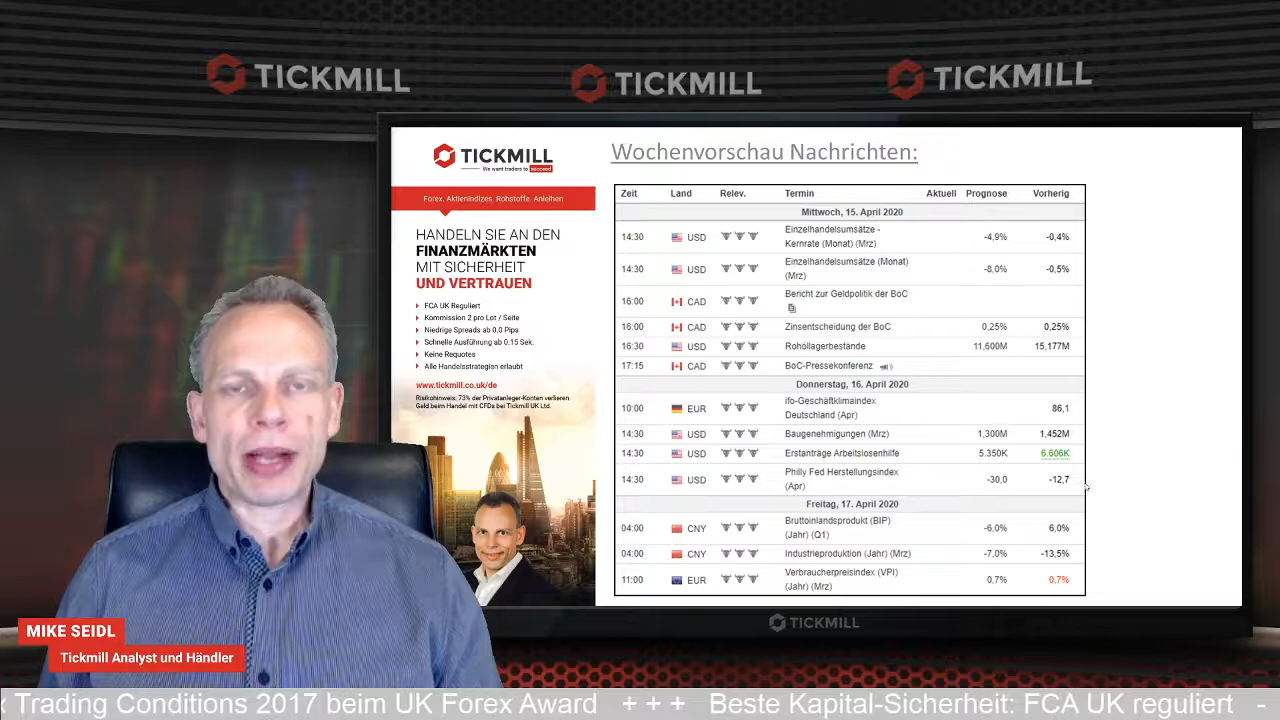 TICKMILL
TICKMILL
TICKMILL
TICKMILL
We want traders to succeed
Forex. Aktienindizes. Rohstoffe. Anleihen
HANDELN SIE AN DEN
FINANZMÄRKTEN
MIT SICHERHEIT
UND VERTRAUEN
FCA UK Reguliert
Kommission 2 pro Lot / Seite
Niedrige Spreads ab 0.0 Pips
Schnelle Ausführung ab 0.15 Sek.
Keine Requotes
Alle Handelsstrategien erlaubt
www.tickmill.co.uk/de
Risikohinweis: 73% der Privatanleger-Konten verlieren
Geld beim Handel mit CFDs bei Tickmill UK Ltd.
Wochenvorschau Nachrichten:
Zeit Land Relev. Termin Aktuell Prognose Vorherig
Mittwoch, 15. April 2020
14:30 USD Einzelhandelsumsätze - Kernrate (Monat) (Mrz) -4,9% -0,4%
14:30 USD Einzelhandelsumsätze (Monat) (Mrz) -8,0% -0,5%
16:00 CAD Bericht zur Geldpolitik der BoC
16:00 CAD Zinsentscheidung der BoC 0,25% 0,25%
16:30 USD Rohöllagerbestände 11,600M 15,177M
17:15 CAD BoC-Pressekonferenz
Donnerstag, 16. April 2020
10:00 EUR ifo-Geschäftklimaindex Deutschland (Apr) 86,1
14:30 USD Baugenehmigungen (Mrz) 1,300M 1,452M
14:30 USD Erstanträge Arbeitslosenhilfe 5.350K 6.606K
14:30 USD Philly Fed Herstellungsindex (Apr) -30,0 -12,7
Freitag, 17. April 2020
04:00 CNY Bruttoinlandsprodukt (BIP) (Jahr) (Q1) -6,0% 6,0%
04:00 CNY Industrieproduktion (Jahr) (Mrz) -7,0% -13,5%
11:00 EUR Verbraucherpreisindex (VPI) (Jahr) (Mrz) 0,7% 0,7%
TICKMILL
MIKE SEIDL
Tickmill Analyst und Händler
x Trading Conditions 2017 beim UK Forex Award + + + Beste Kapital-Sicherheit: FCA UK reguliert -